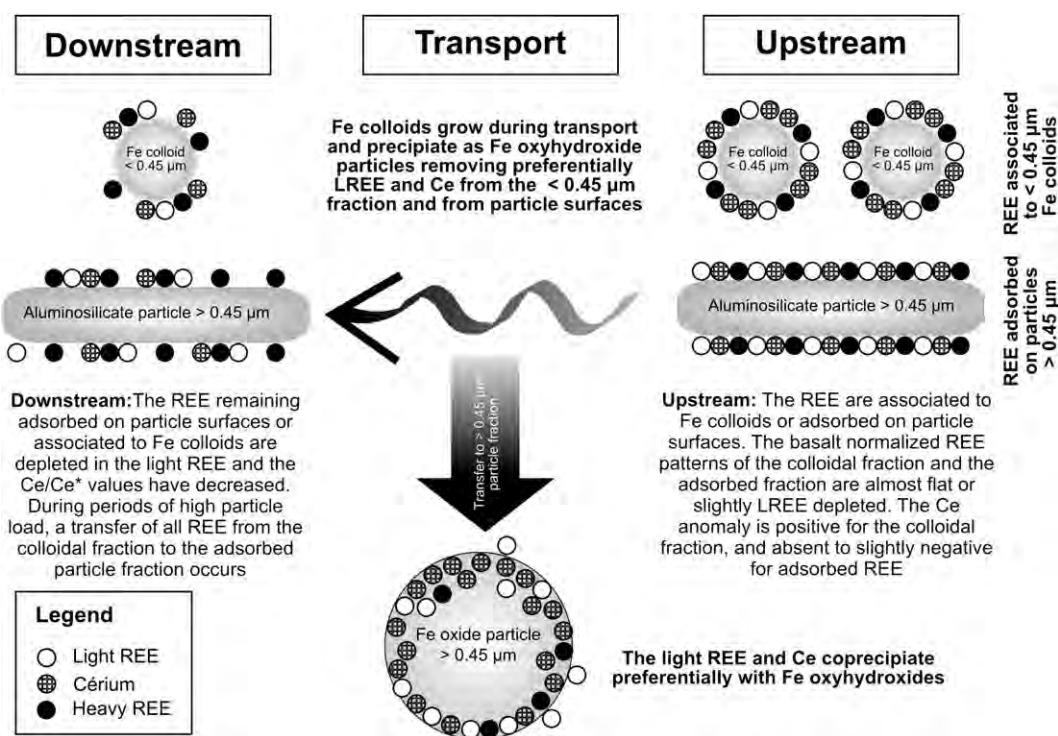 Downstream
Transport
Upstream
Fe colloid
< 0.45 µm
Fe colloids grow during transport
and precipiate as Fe oxyhydroxide
particles removing preferentially
LREE and Ce from the < 0.45 µm
fraction and from particle surfaces
Fe colloid
< 0.45 µm
Fe colloid
< 0.45 µm
REE associated
to < 0.45 µm
Fe colloids
Aluminosilicate particle > 0.45 µm
Aluminosilicate particle > 0.45 µm
REE adsorbed
on particles
> 0.45 µm
Downstream:The REE remaining
adsorbed on particle surfaces or
associated to Fe colloids are
depleted in the light REE and the
Ce/Ce* values have decreased.
During periods of high particle
load, a transfer of all REE from the
colloidal fraction to the adsorbed
particle fraction occurs
Transfer to > 0.45 µm
particle fraction
Upstream: The REE are associated to
Fe colloids or adsorbed on particle
surfaces. The basalt normalized REE
patterns of the colloidal fraction and the
adsorbed fraction are almost flat or
slightly LREE depleted. The Ce
anomaly is positive for the colloidal
fraction, and absent to slightly negative
for adsorbed REE
Legend
Light REE
Cérium
Heavy REE
Fe oxide particle
> 0.45 µm
The light REE and Ce coprecipiate
preferentially with Fe oxyhydroxides